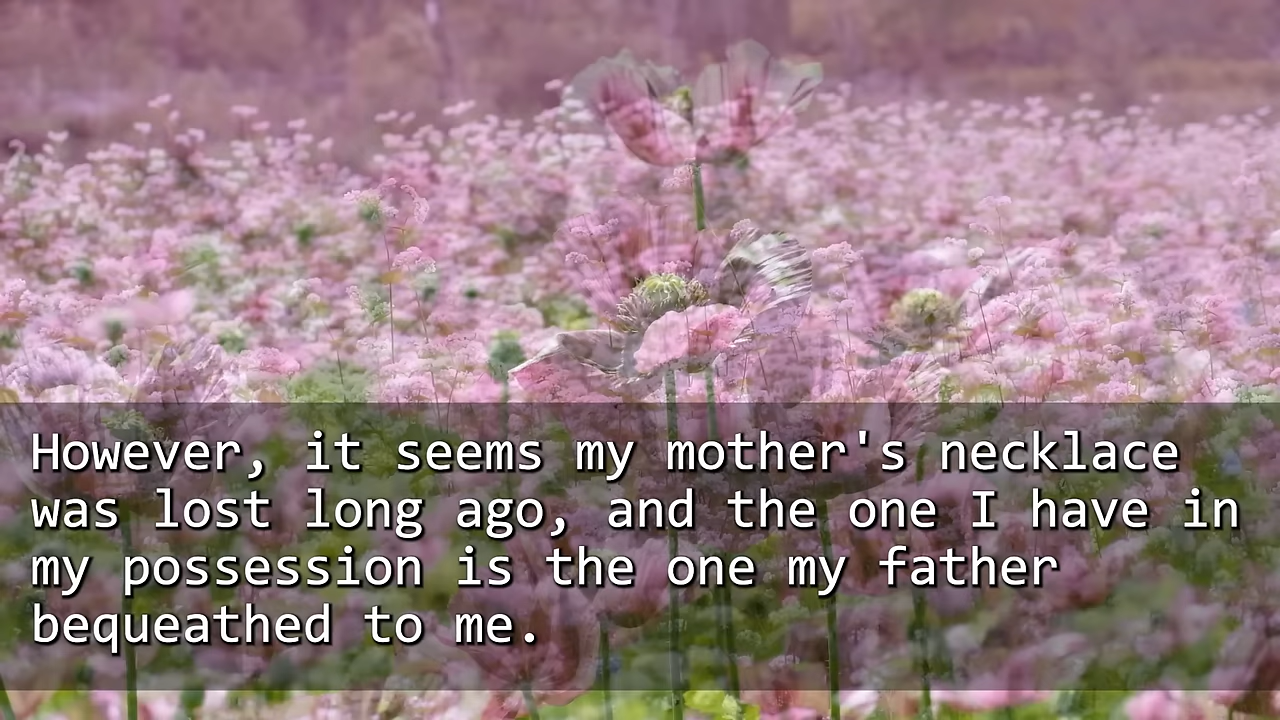 However, it seems my mother's necklace
was lost long ago, and the one I have in
my possession is the one my father
bequeathed to me.